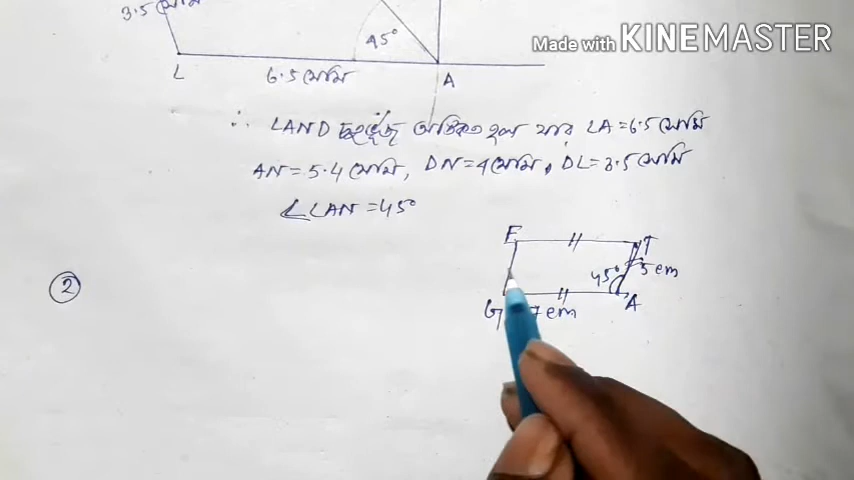 3.5 সেমি
Made with KINEMASTER
45°
L
6.5 সেমি
A
∴ LAND চতুর্ভুজ অঙ্কিত হল যার LA = 6.5 সেমি
AN = 5.4 সেমি, DN = 4 সেমি, DL = 3.5 সেমি
∠LAN = 45°
E
T
2
45°
5 cm
G
7 cm
A